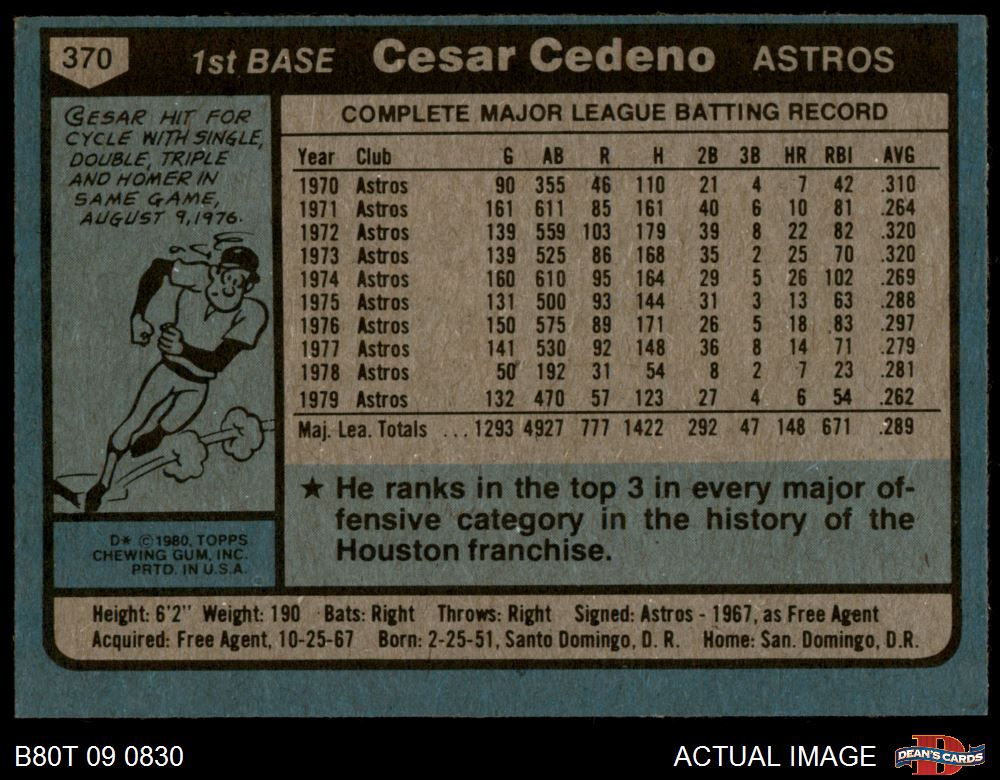 370 1st BASE Cesar Cedeno ASTROS
CESAR HIT FOR
CYCLE WITH SINGLE,
DOUBLE, TRIPLE
AND HOMER IN
SAME GAME,
AUGUST 9, 1976.
COMPLETE MAJOR LEAGUE BATTING RECORD
Year Club G AB R H 2B 3B HR RBI AVG
1970 Astros 90 355 46 110 21 4 7 42 .310
1971 Astros 161 611 85 161 40 6 10 81 .264
1972 Astros 139 559 103 179 39 8 22 82 .320
1973 Astros 139 525 86 168 35 2 25 70 .320
1974 Astros 160 610 95 164 29 5 26 102 .269
1975 Astros 131 500 93 144 31 3 13 63 .288
1976 Astros 150 575 89 171 26 5 18 83 .297
1977 Astros 141 530 92 148 36 8 14 71 .279
1978 Astros 50 192 31 54 8 2 7 23 .281
1979 Astros 132 470 57 123 27 4 6 54 .262
Maj. Lea. Totals ... 1293 4927 777 1422 292 47 148 671 .289
★ He ranks in the top 3 in every major of-
fensive category in the history of the
Houston franchise.
D* © 1980, TOPPS
CHEWING GUM, INC.
PRTD. IN U.S.A.
Height: 6'2" Weight: 190 Bats: Right Throws: Right Signed: Astros - 1967, as Free Agent
Acquired: Free Agent, 10-25-67 Born: 2-25-51, Santo Domingo, D. R. Home: San. Domingo, D.R.
B80T 09 0830 ACTUAL IMAGE DEAN'S CARDS